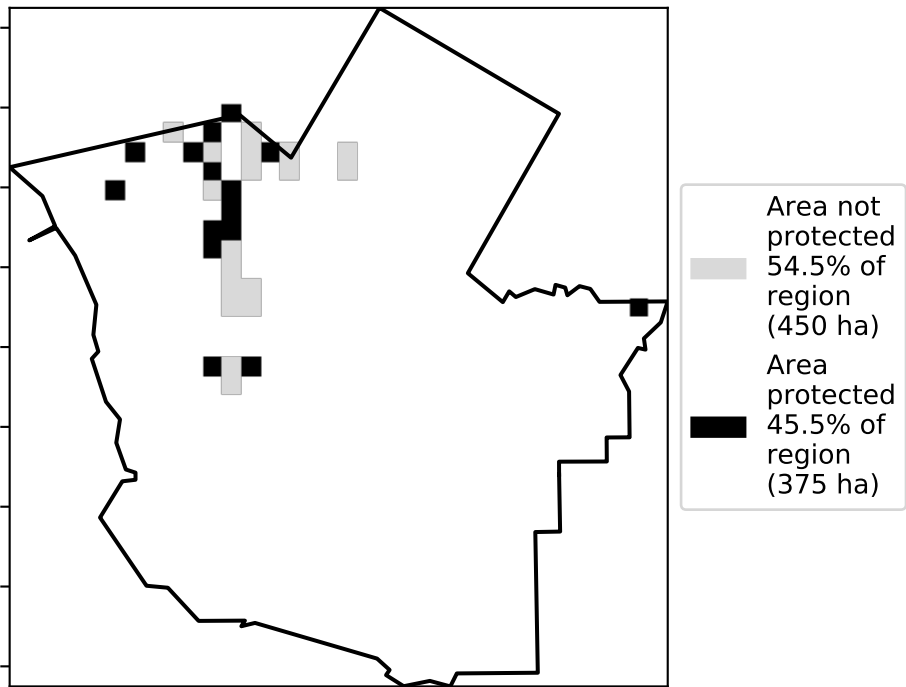 Area not
protected
54.5% of
region
(450 ha)
Area
protected
45.5% of
region
(375 ha)